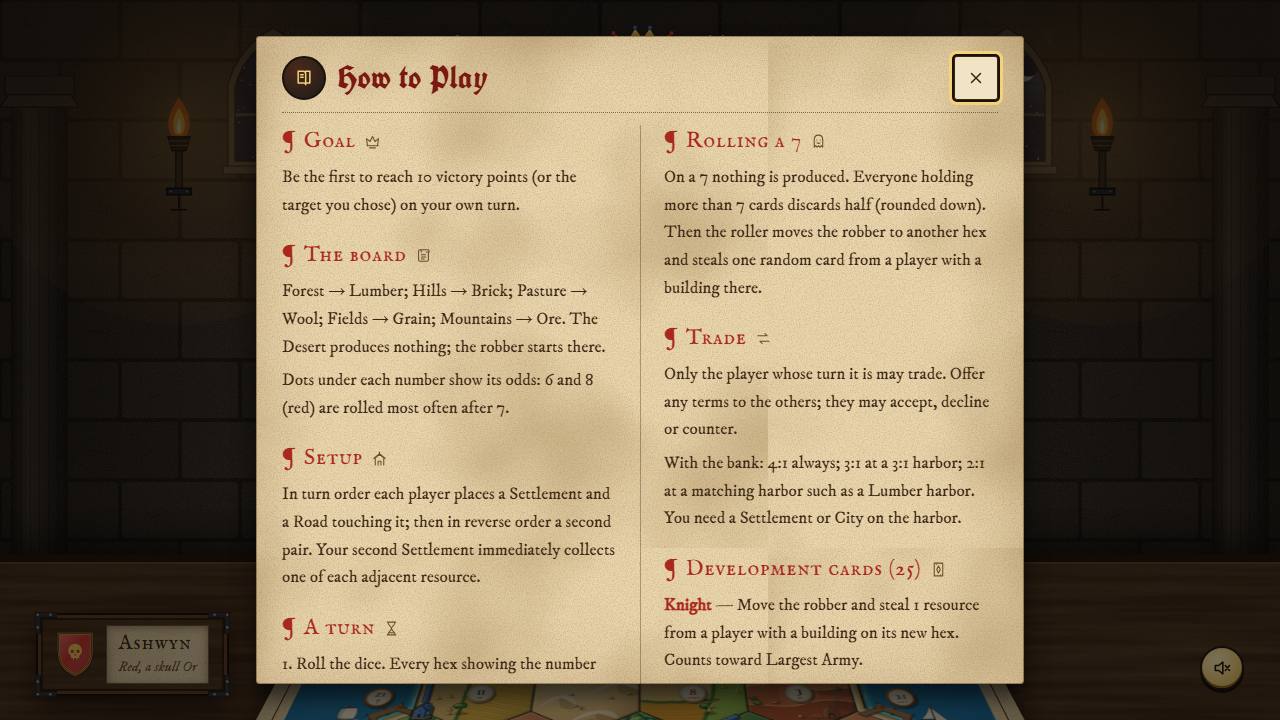 How to Play
¶ Goal
Be the first to reach 10 victory points (or the
target you chose) on your own turn.
¶ The board
Forest → Lumber; Hills → Brick; Pasture →
Wool; Fields → Grain; Mountains → Ore. The
Desert produces nothing; the robber starts there.
Dots under each number show its odds: 6 and 8
(red) are rolled most often after 7.
¶ Setup
In turn order each player places a Settlement and
a Road touching it; then in reverse order a second
pair. Your second Settlement immediately collects
one of each adjacent resource.
¶ A turn
1. Roll the dice. Every hex showing the number
¶ Rolling a 7
On a 7 nothing is produced. Everyone holding
more than 7 cards discards half (rounded down).
Then the roller moves the robber to another hex
and steals one random card from a player with a
building there.
¶ Trade
Only the player whose turn it is may trade. Offer
any terms to the others; they may accept, decline
or counter.
With the bank: 4:1 always; 3:1 at a 3:1 harbor; 2:1
at a matching harbor such as a Lumber harbor.
You need a Settlement or City on the harbor.
¶ Development cards (25)
Knight — Move the robber and steal 1 resource
from a player with a building on its new hex.
Counts toward Largest Army.
Ashwyn
Red, a skull Or